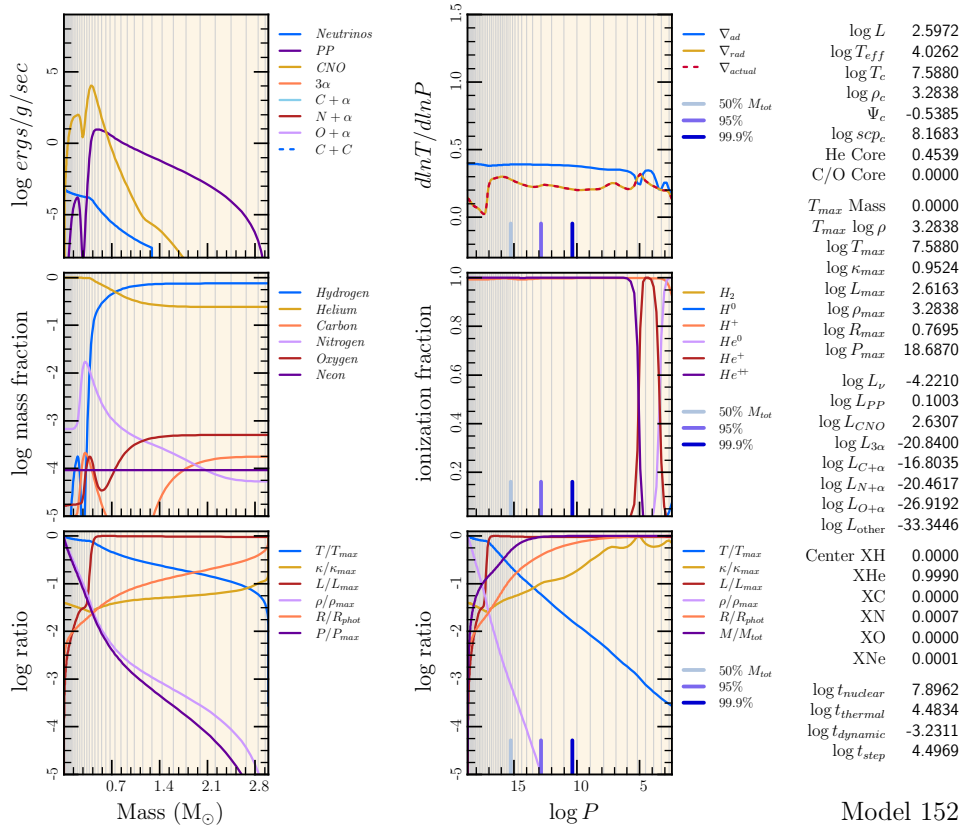 log ergs/g/sec
5
0
-5
Neutrinos
PP
CNO
3α
C + α
N + α
O + α
C + C
dlnT/dlnP
1.5
1.0
0.5
0.0
∇ad
∇rad
∇actual
50% Mtot
95%
99.9%
log L 2.5972
log Teff 4.0262
log Tc 7.5880
log ρc 3.2838
Ψc -0.5385
log scpc 8.1683
He Core 0.4539
C/O Core 0.0000
Tmax Mass 0.0000
Tmax log ρ 3.2838
log Tmax 7.5880
log κmax 0.9524
log Lmax 2.6163
log ρmax 3.2838
log Rmax 0.7695
log Pmax 18.6870
log mass fraction
0
-1
-2
-3
-4
-5
Hydrogen
Helium
Carbon
Nitrogen
Oxygen
Neon
ionization fraction
1.0
0.8
0.6
0.4
0.2
H2
H0
H+
He0
He+
He++
50% Mtot
95%
99.9%
log Lν -4.2210
log LPP 0.1003
log LCNO 2.6307
log L3α -20.8400
log LC+α -16.8035
log LN+α -20.4617
log LO+α -26.9192
log Lother -33.3446
log ratio
0
-1
-2
-3
-4
-5
0.7
1.4
2.1
2.8
Mass (M⊙)
T/Tmax
κ/κmax
L/Lmax
ρ/ρmax
R/Rphot
P/Pmax
log ratio
0
-1
-2
-3
-4
-5
15
10
5
log P
T/Tmax
κ/κmax
L/Lmax
ρ/ρmax
R/Rphot
M/Mtot
50% Mtot
95%
99.9%
Center XH 0.0000
XHe 0.9990
XC 0.0000
XN 0.0007
XO 0.0000
XNe 0.0001
log tnuclear 7.8962
log tthermal 4.4834
log tdynamic -3.2311
log tstep 4.4969
Model 152